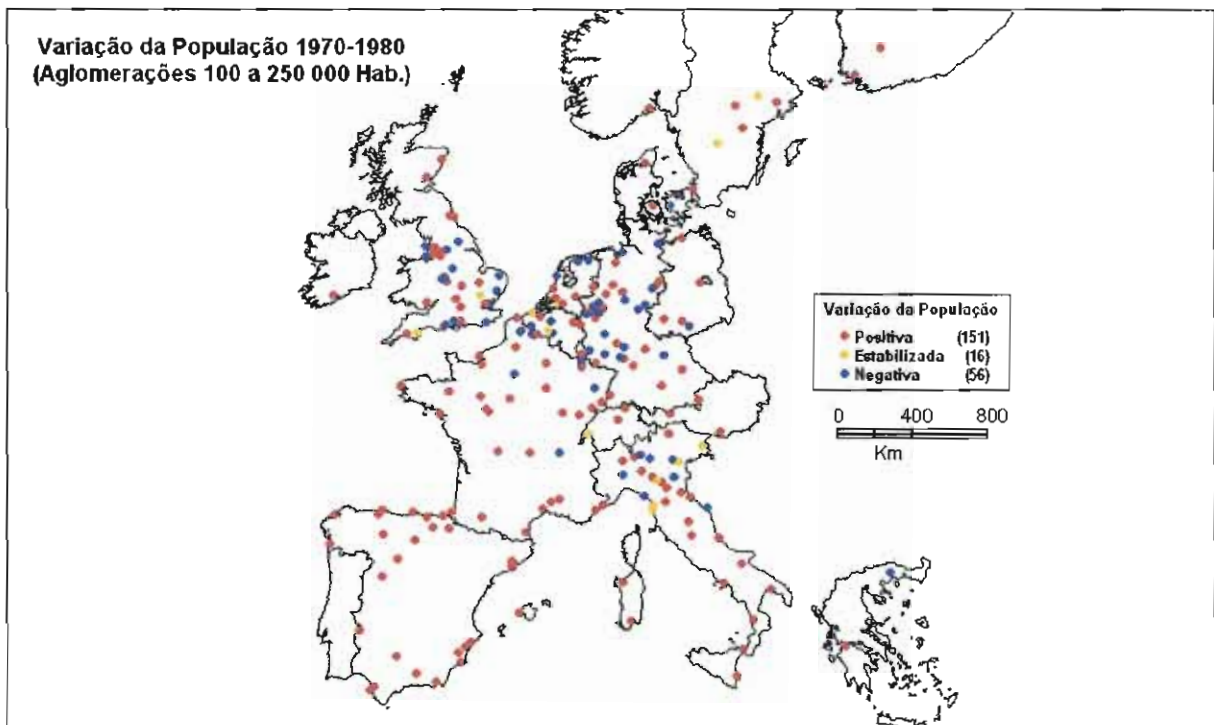 Variação da População 1970-1980
(Aglomerações 100 a 250 000 Hab.)
Variação da População
Positiva (151)
Estabilizada (16)
Negativa (56)
0 400 800
Km